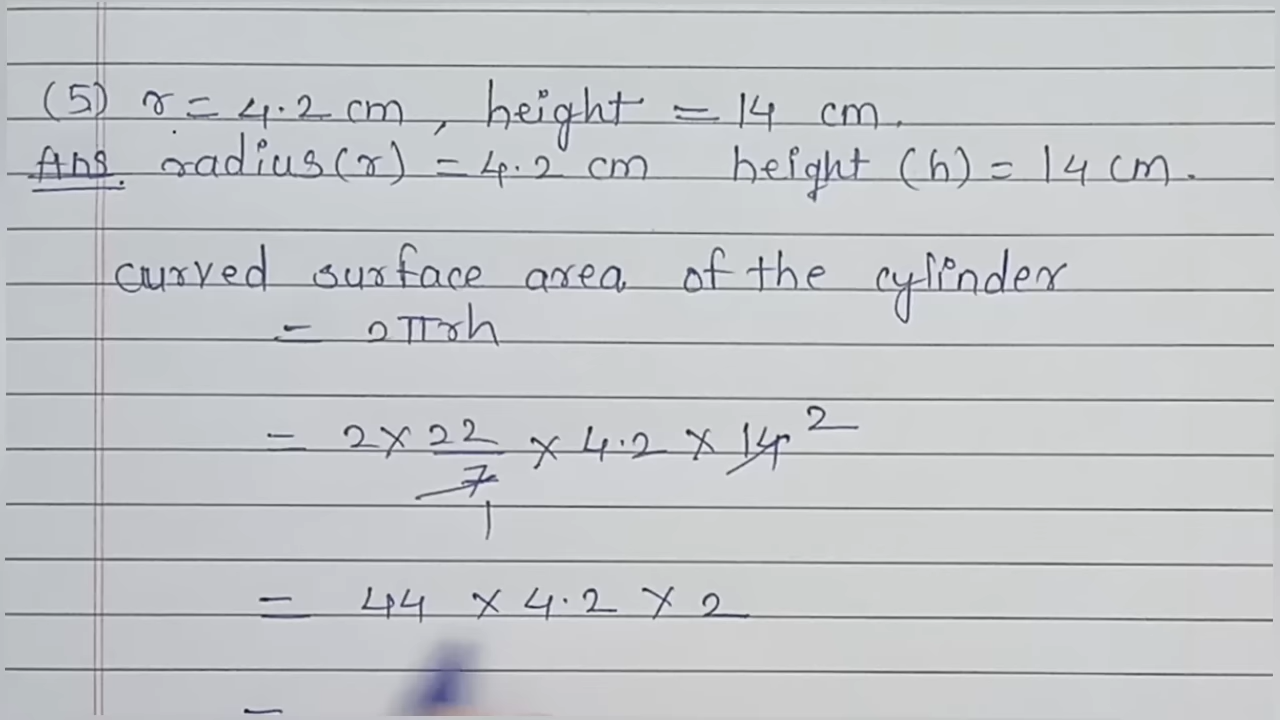 (5) r = 4.2 cm, height = 14 cm.
Ans. radius(r) = 4.2 cm height (h) = 14 cm.
curved surface area of the cylinder
= 2πrh
= 2 × 22/7 × 4.2 × 14 2
1
= 44 × 4.2 × 2
=